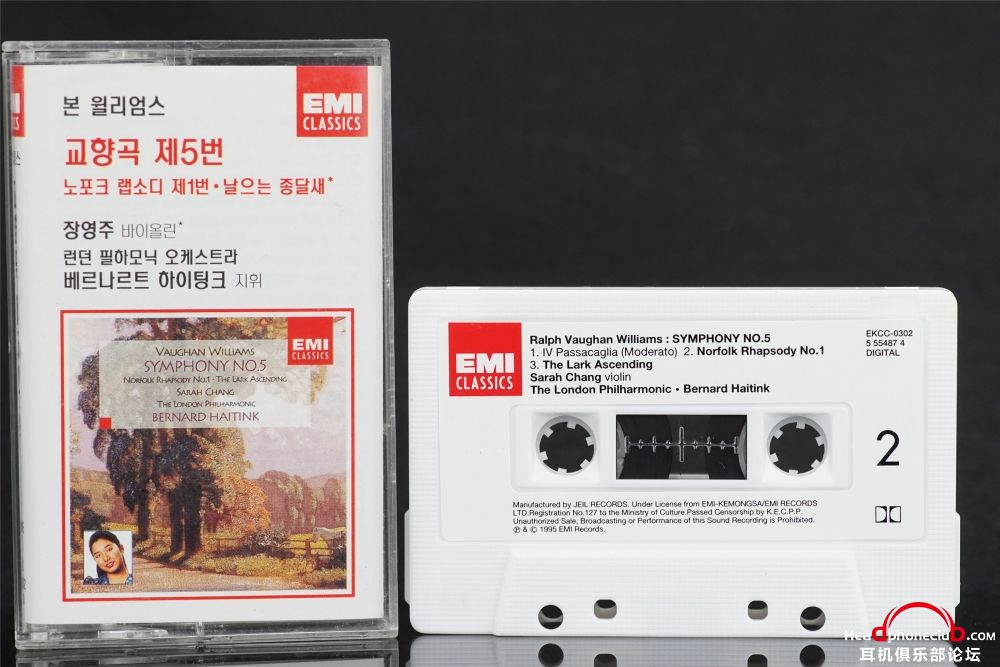 본 윌리엄스
EMI
CLASSICS
교향곡 제5번
노포크 랩소디 제1번・날으는 종달새*
장영주 바이올린*
런던 필하모닉 오케스트라
베르나르트 하이팅크 지휘
EMI
CLASSICS
VAUGHAN WILLIAMS
SYMPHONY NO.5
NORFOLK RHAPSODY NO.1 · THE LARK ASCENDING
SARAH CHANG
THE LONDON PHILHARMONIC
BERNARD HAITINK
EMI
CLASSICS
Ralph Vaughan Williams : SYMPHONY NO.5
1. IV Passacaglia (Moderato) 2. Norfolk Rhapsody No.1
3. The Lark Ascending
Sarah Chang violin
The London Philharmonic • Bernard Haitink
EKCC-0302
5 55487 4
DIGITAL
2
Manufactured by JEIL RECORDS. Under License from EMI-KEMONGSA/EMI RECORDS
LTD.Registration No.127 to the Ministry of Culture.Passed Censorship by K.E.C.P.P.
Unauthorized Sale, Broadcasting or Performance of this Sound Recording is Prohibited.
℗ & © 1995 EMI Records.
Headphoneclub.com
耳机俱乐部论坛